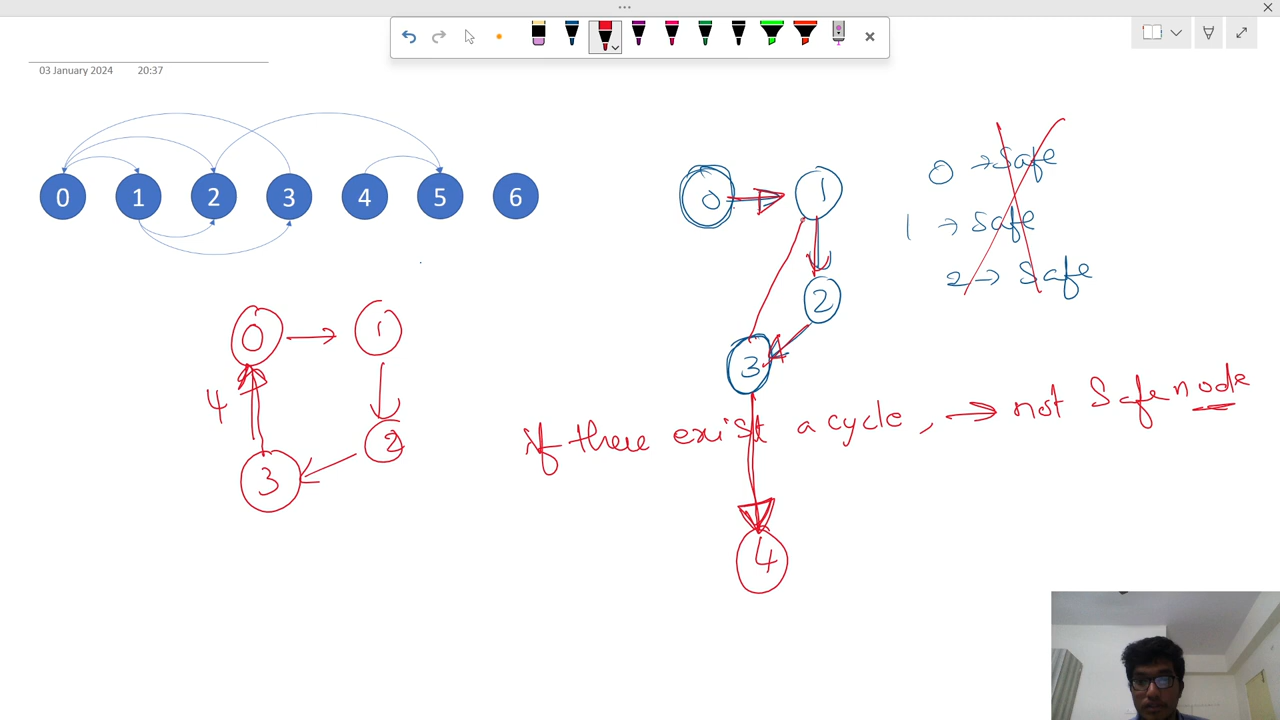 03 January 2024 20:37
0 1 2 3 4 5 6
0 1
2
3
0 → Safe
1 → Safe
2 → Safe
0 1
4
3 2
if there exist a cycle, → not Safe node
4